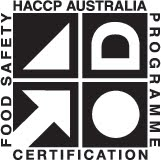 HACCP AUSTRALIA
FOOD SAFETY
PROGRAMME
CERTIFICATION